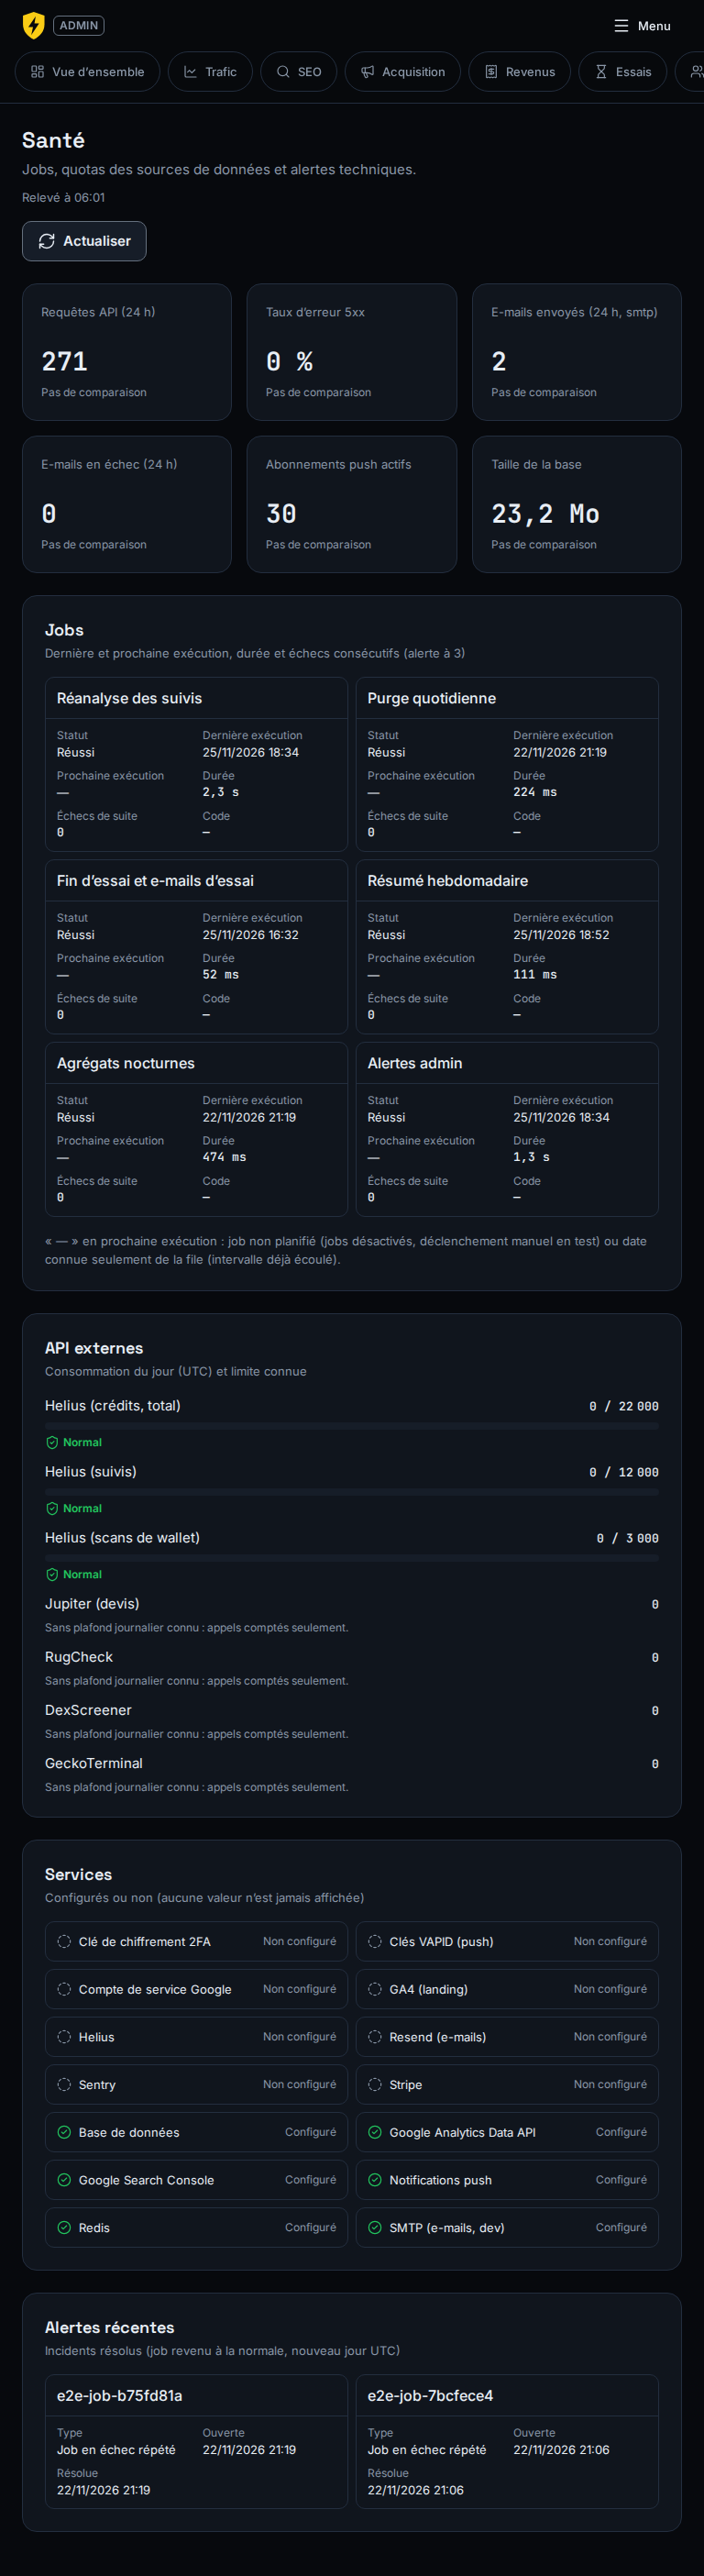 ADMIN
Menu
Vue d’ensemble
Trafic
SEO
Acquisition
Revenus
Essais
Santé
Jobs, quotas des sources de données et alertes techniques.
Relevé à 06:01
Actualiser
Requêtes API (24 h)
271
Pas de comparaison
Taux d’erreur 5xx
0 %
Pas de comparaison
E-mails envoyés (24 h, smtp)
2
Pas de comparaison
E-mails en échec (24 h)
0
Pas de comparaison
Abonnements push actifs
30
Pas de comparaison
Taille de la base
23,2 Mo
Pas de comparaison
Jobs
Dernière et prochaine exécution, durée et échecs consécutifs (alerte à 3)
Réanalyse des suivis
Statut
Réussi
Dernière exécution
25/11/2026 18:34
Prochaine exécution
—
Durée
2,3 s
Échecs de suite
0
Code
—
Purge quotidienne
Statut
Réussi
Dernière exécution
22/11/2026 21:19
Prochaine exécution
—
Durée
224 ms
Échecs de suite
0
Code
—
Fin d’essai et e-mails d’essai
Statut
Réussi
Dernière exécution
25/11/2026 16:32
Prochaine exécution
—
Durée
52 ms
Échecs de suite
0
Code
—
Résumé hebdomadaire
Statut
Réussi
Dernière exécution
25/11/2026 18:52
Prochaine exécution
—
Durée
111 ms
Échecs de suite
0
Code
—
Agrégats nocturnes
Statut
Réussi
Dernière exécution
22/11/2026 21:19
Prochaine exécution
—
Durée
474 ms
Échecs de suite
0
Code
—
Alertes admin
Statut
Réussi
Dernière exécution
25/11/2026 18:34
Prochaine exécution
—
Durée
1,3 s
Échecs de suite
0
Code
—
« — » en prochaine exécution : job non planifié (jobs désactivés, déclenchement manuel en test) ou date
connue seulement de la file (intervalle déjà écoulé).
API externes
Consommation du jour (UTC) et limite connue
Helius (crédits, total)
0 / 22 000
Normal
Helius (suivis)
0 / 12 000
Normal
Helius (scans de wallet)
0 / 3 000
Normal
Jupiter (devis)
0
Sans plafond journalier connu : appels comptés seulement.
RugCheck
0
Sans plafond journalier connu : appels comptés seulement.
DexScreener
0
Sans plafond journalier connu : appels comptés seulement.
GeckoTerminal
0
Sans plafond journalier connu : appels comptés seulement.
Services
Configurés ou non (aucune valeur n’est jamais affichée)
Clé de chiffrement 2FA
Non configuré
Clés VAPID (push)
Non configuré
Compte de service Google
Non configuré
GA4 (landing)
Non configuré
Helius
Non configuré
Resend (e-mails)
Non configuré
Sentry
Non configuré
Stripe
Non configuré
Base de données
Configuré
Google Analytics Data API
Configuré
Google Search Console
Configuré
Notifications push
Configuré
Redis
Configuré
SMTP (e-mails, dev)
Configuré
Alertes récentes
Incidents résolus (job revenu à la normale, nouveau jour UTC)
e2e-job-b75fd81a
Type
Job en échec répété
Ouverte
22/11/2026 21:19
Résolue
22/11/2026 21:19
e2e-job-7bcfece4
Type
Job en échec répété
Ouverte
22/11/2026 21:06
Résolue
22/11/2026 21:06